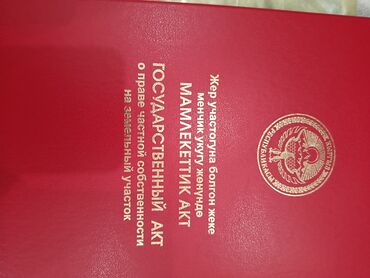 Жер участогуна болгон жеке
менчик укугу жөнүндө
МАМЛЕКЕТТИК АКТ
ГОСУДАРСТВЕННЫЙ АКТ
о праве частной собственности
на земельный участок